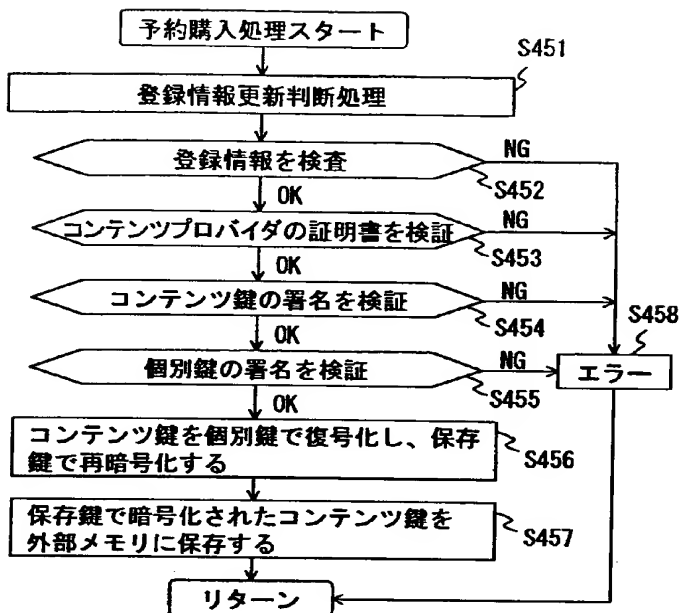 予約購入処理スタート
S451
登録情報更新判断処理
登録情報を検査
NG
S452
OK
コンテンツプロバイダの証明書を検証
NG
S453
OK
コンテンツ鍵の署名を検証
NG
S454
OK
S458
個別鍵の署名を検証
NG
エラー
S455
OK
コンテンツ鍵を個別鍵で復号化し、保存
鍵で再暗号化する
S456
保存鍵で暗号化されたコンテンツ鍵を
外部メモリに保存する
S457
リターン